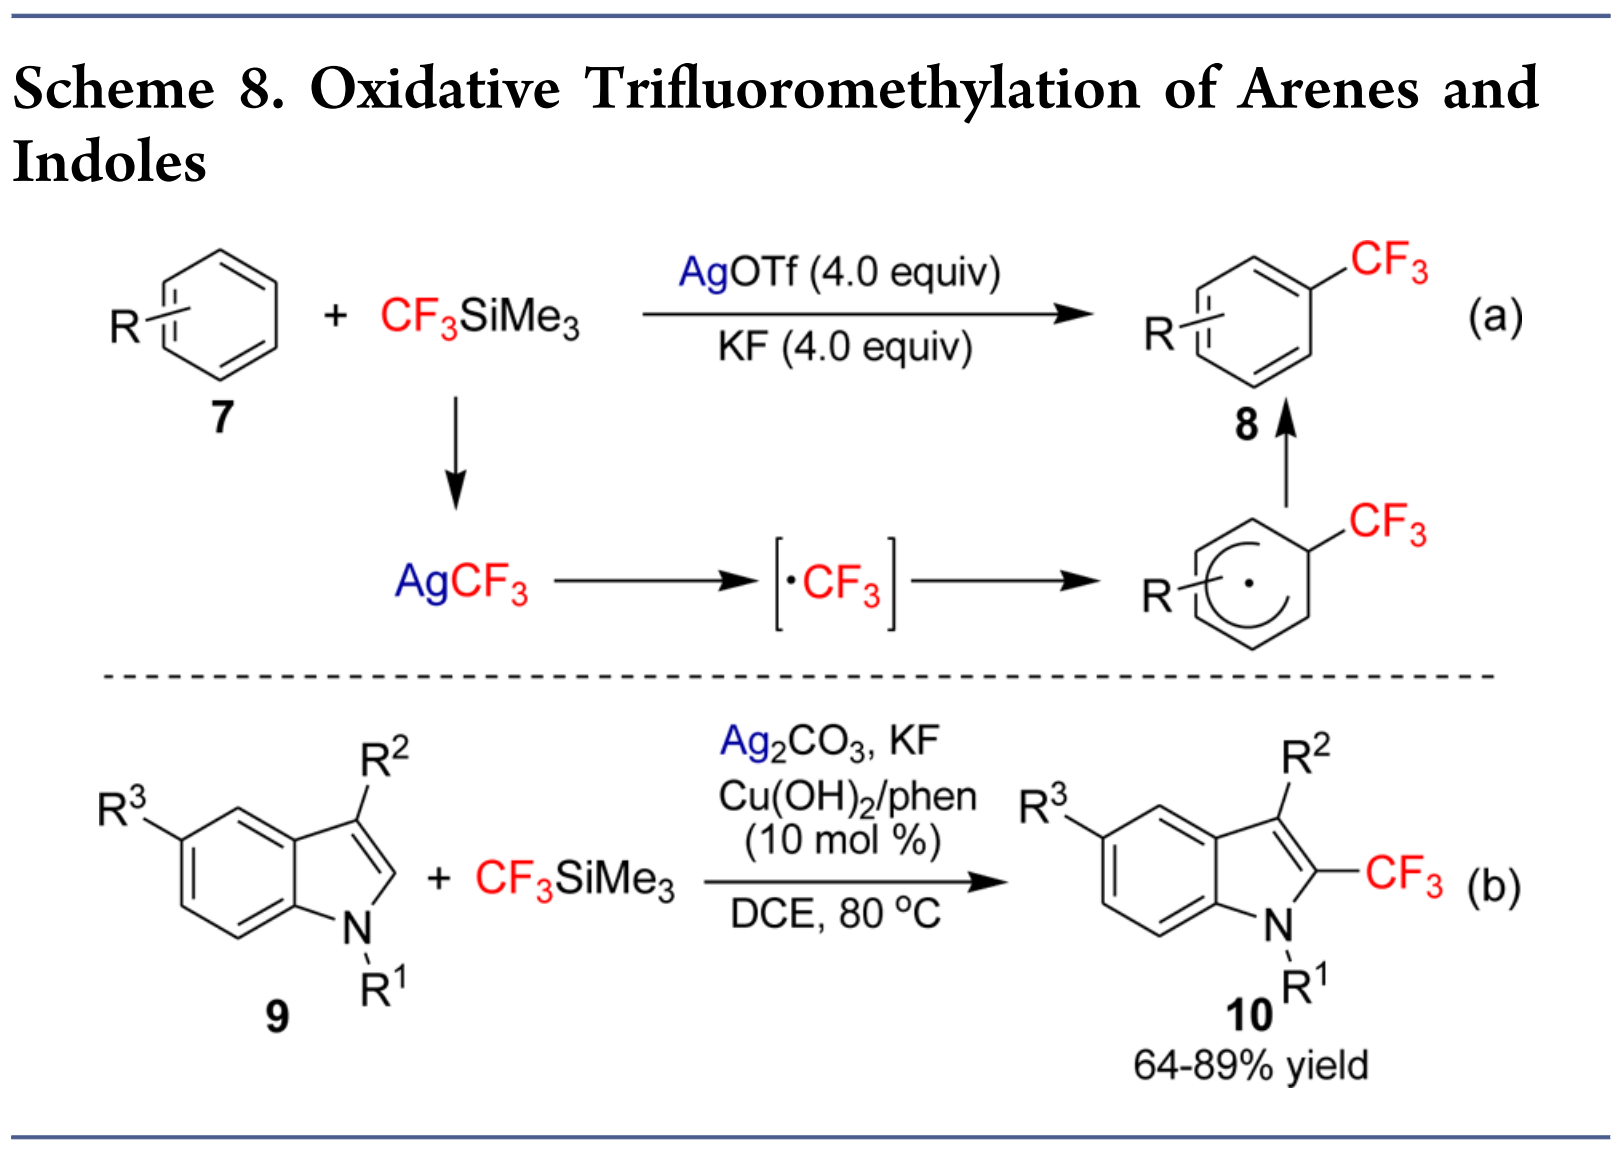 Scheme 8. Oxidative Trifluoromethylation of Arenes and
Indoles
R
7
+
CF3SiMe3
AgOTf (4.0 equiv)
KF (4.0 equiv)
R
CF3
8
(a)
AgCF3
[·CF3]
R
CF3
R3
R2
N
R1
9
+
CF3SiMe3
Ag2CO3, KF
Cu(OH)2/phen
(10 mol %)
DCE, 80 °C
R3
R2
CF3
N
R1
10
64-89% yield
(b)